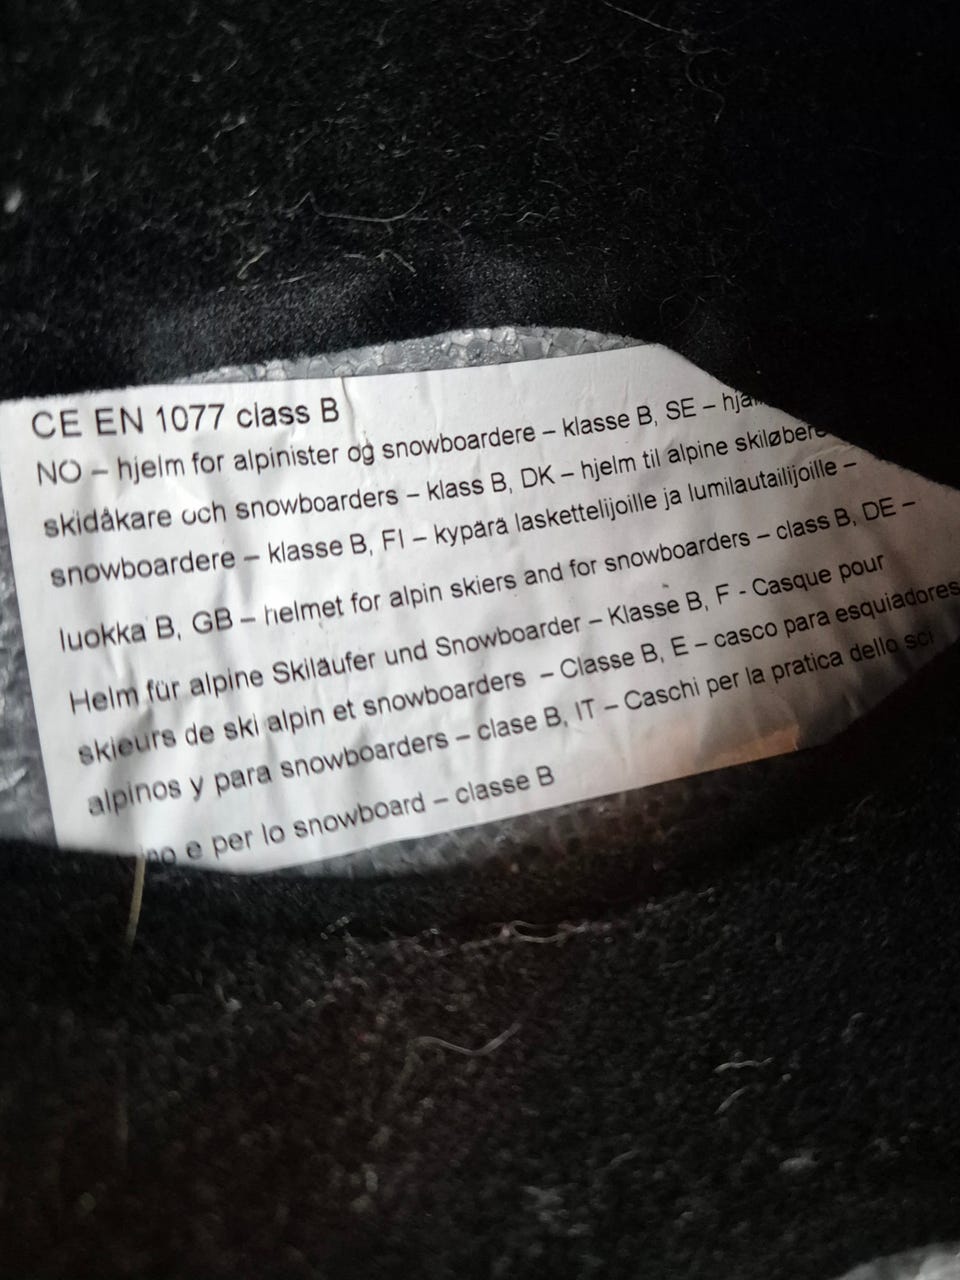 CE EN 1077 class B
NO – hjelm for alpinister og snowboardere – klasse B, SE –
skidåkare och snowboarders – klass B, DK – hjelm til alpine skiløbere
snowboardere – klasse B, FI – kypärä laskettelijoille ja lumilautailijoille –
luokka B, GB – helmet for alpin skiers and for snowboarders – class B, DE –
Helm für alpine Skiläufer und Snowboarder – Klasse B, F - Casque pour
skieurs de ski alpin et snowboarders – Classe B, E – casco para esquiadores
alpinos y para snowboarders – clase B, IT – Caschi per la pratica dello sci
e per lo snowboard – classe B